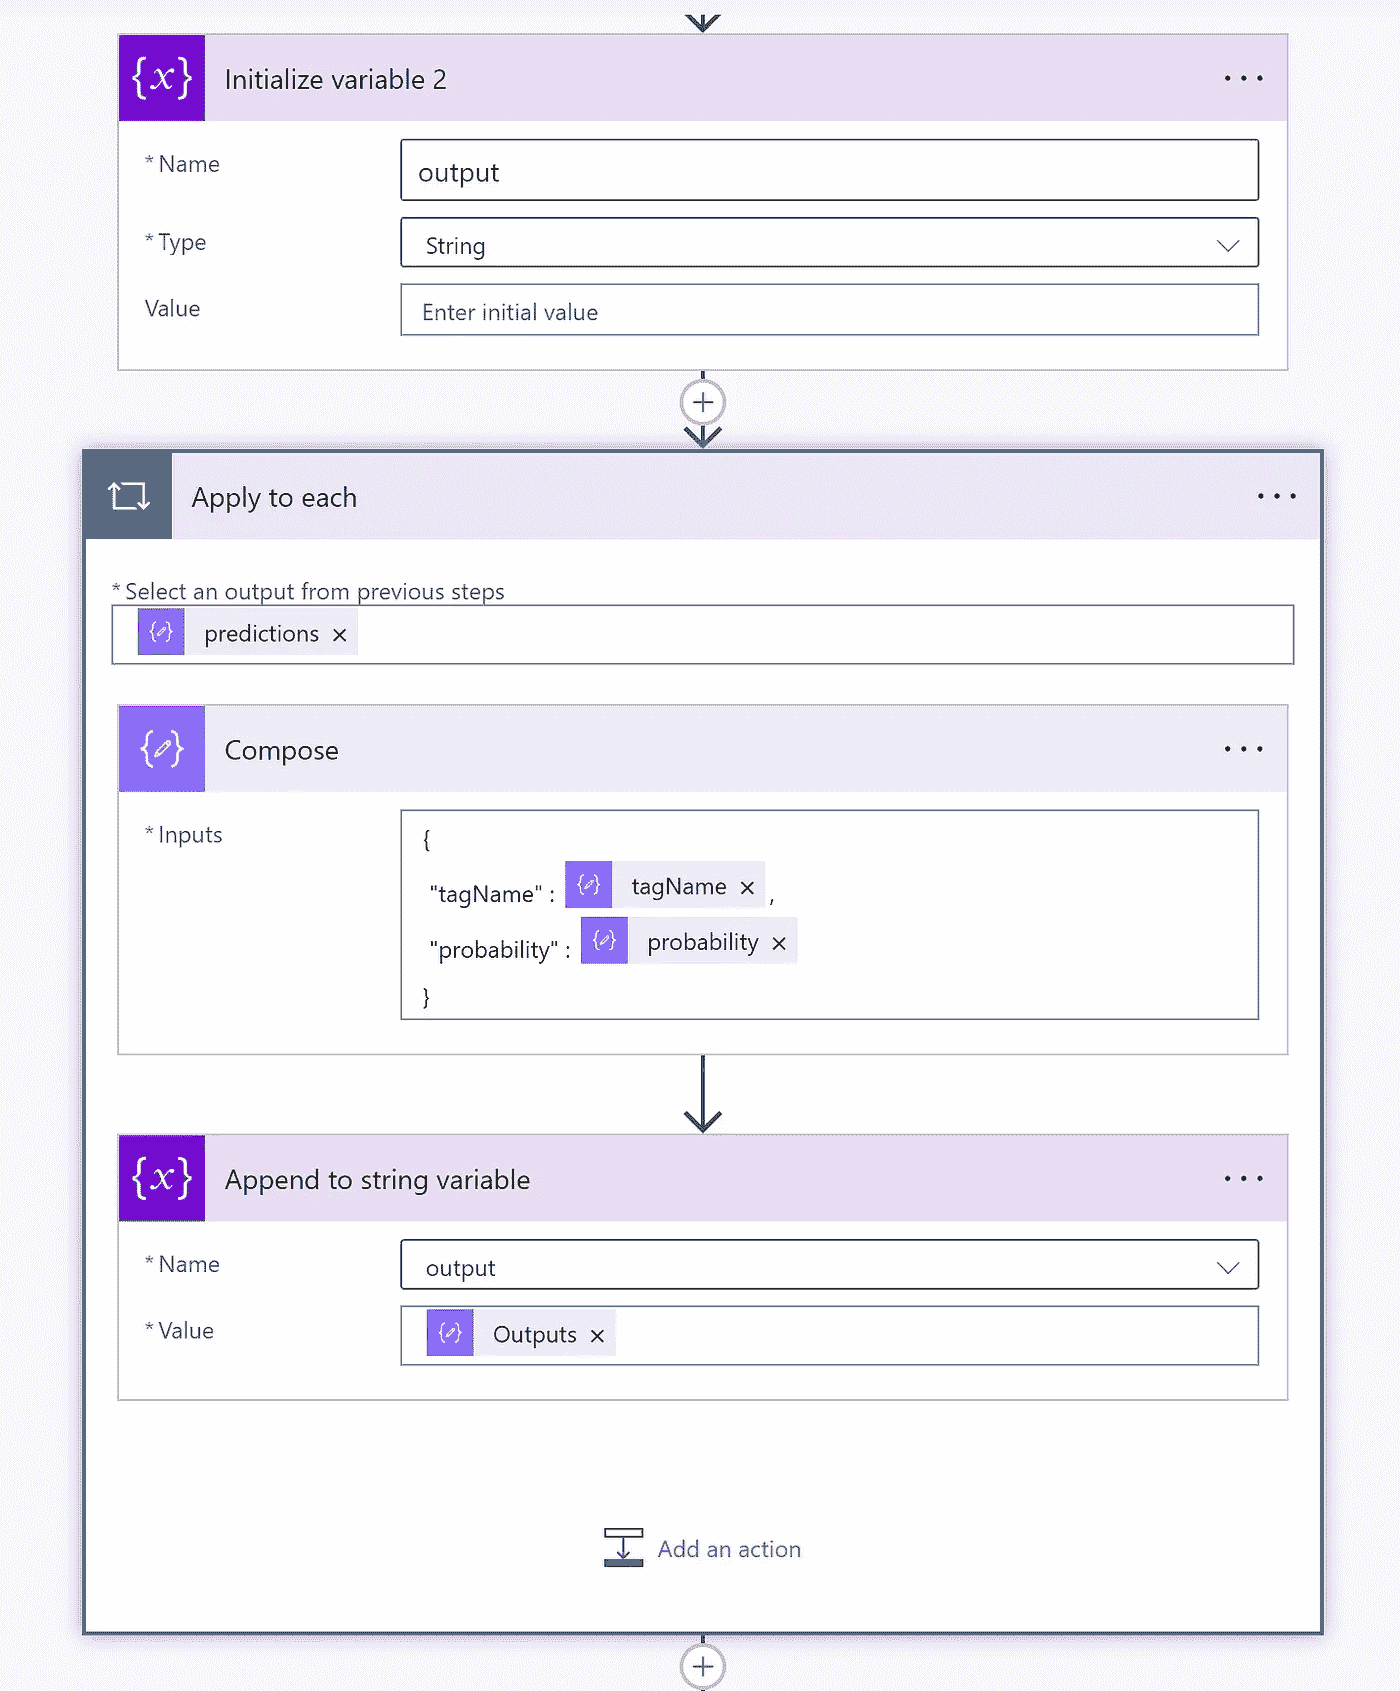 {x} Initialize variable 2 ...
* Name output
* Type String
Value Enter initial value
Apply to each ...
* Select an output from previous steps
predictions ×
Compose ...
* Inputs {
"tagName" : tagName × ,
"probability" : probability ×
}
{x} Append to string variable ...
* Name output
* Value Outputs ×
Add an action